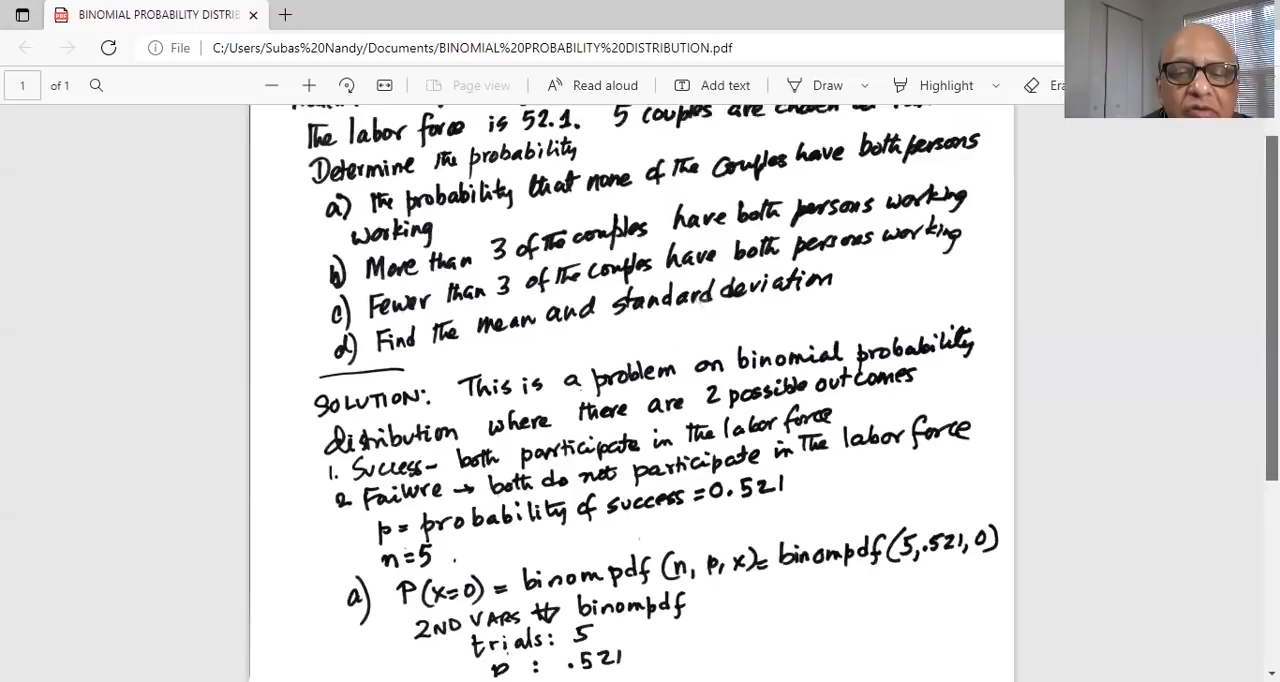 BINOMIAL PROBABILITY DISTRIB
File C:/Users/Subas%20Nandy/Documents/BINOMIAL%20PROBABILITY%20DISTRIBUTION.pdf
1 of 1 Page view Read aloud Add text Draw Highlight Era
The labor force is 52.1. 5 couples are chosen
Determine the probability
a) The probability that none of the couples have both persons
working
b) More than 3 of the couples have both persons working
c) Fewer than 3 of the couples have both persons working
d) Find the mean and standard deviation
SOLUTION: This is a problem on binomial probability
distribution where there are 2 possible outcomes
1. Success- both participate in the labor force
2 Failure → both do not participate in the labor force
p = probability of success = 0.521
n=5
a) P(x=0) = binompdf (n, p, x)= binompdf(5,.521,0)
2ND VARS binompdf
trials: 5
p : .521